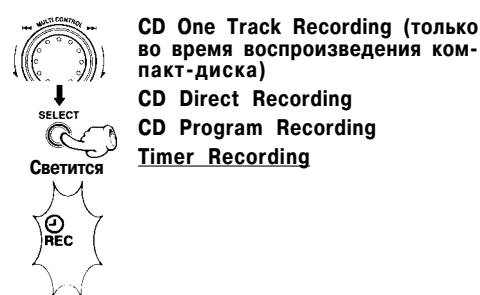 MULTI CONTROL
CD One Track Recording (только
во время воспроизведения ком-
пакт-диска)
CD Direct Recording
SELECT
CD Program Recording
Timer Recording
Светится
REC